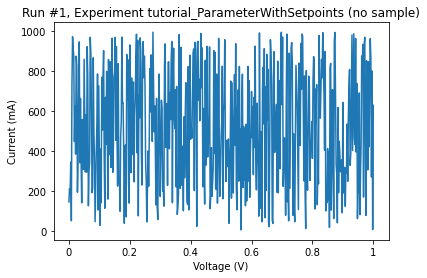 Run #1, Experiment tutorial_ParameterWithSetpoints (no sample)
1000
800
600
400
200
0
Current (mA)
0 0.2 0.4 0.6 0.8 1
Voltage (V)